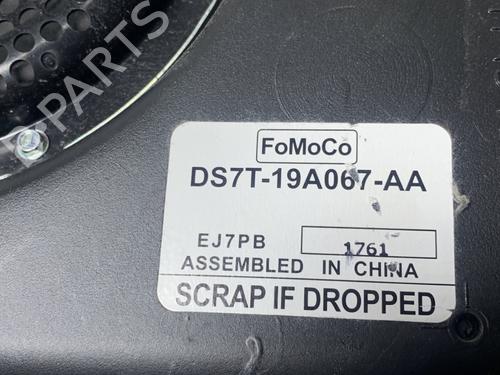 B-PARTS
FoMoCo
DS7T-19A067-AA
EJ7PB 1761
ASSEMBLED IN CHINA
SCRAP IF DROPPED